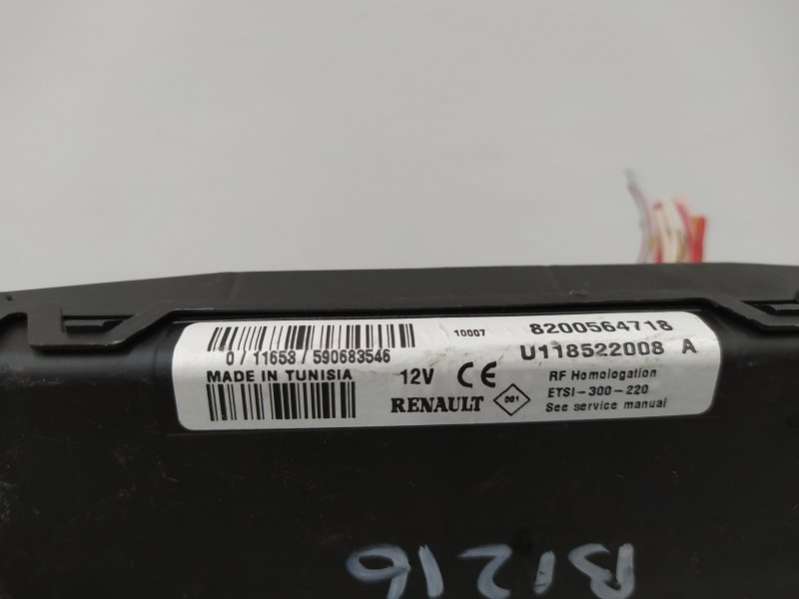 10007 8200564718
0 / 11653 / 590683546 U118522008 A
MADE IN TUNISIA 12V CE RF Homologation
ETSI-300-220
RENAULT 001 See service manual
B1216